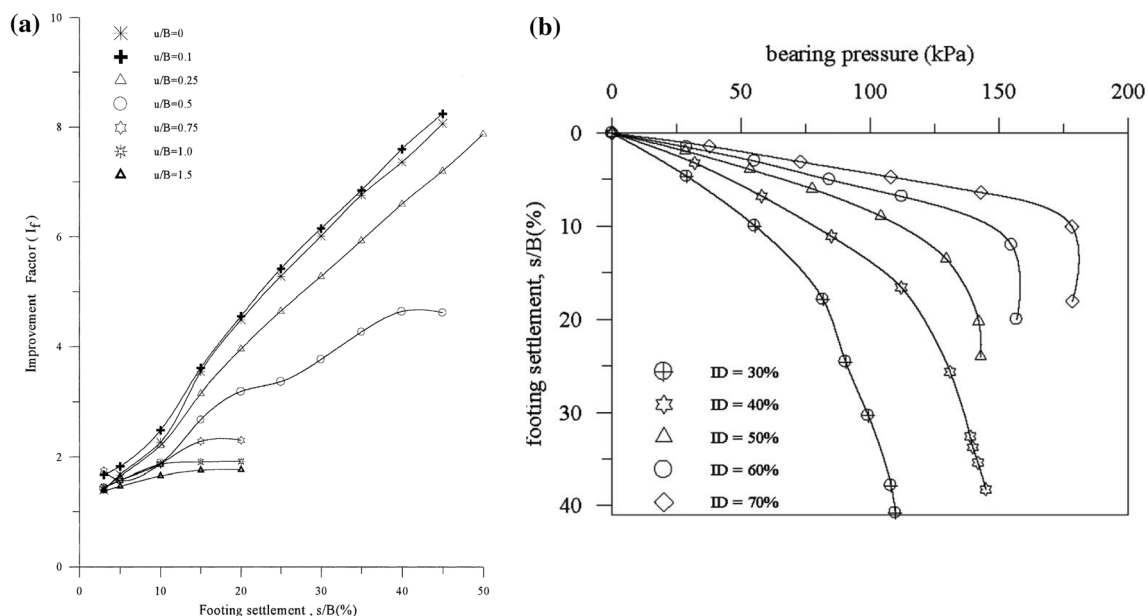 (a)
10
8
6
4
2
0
Improvement Factor ( If )
u/B=0
u/B=0.1
u/B=0.25
u/B=0.5
u/B=0.75
u/B=1.0
u/B=1.5
0 10 20 30 40 50
Footing settlement , s/B(%)
(b)
bearing pressure (kPa)
0 50 100 150 200
0
10
20
30
40
footing settlement, s/B(%)
ID = 30%
ID = 40%
ID = 50%
ID = 60%
ID = 70%